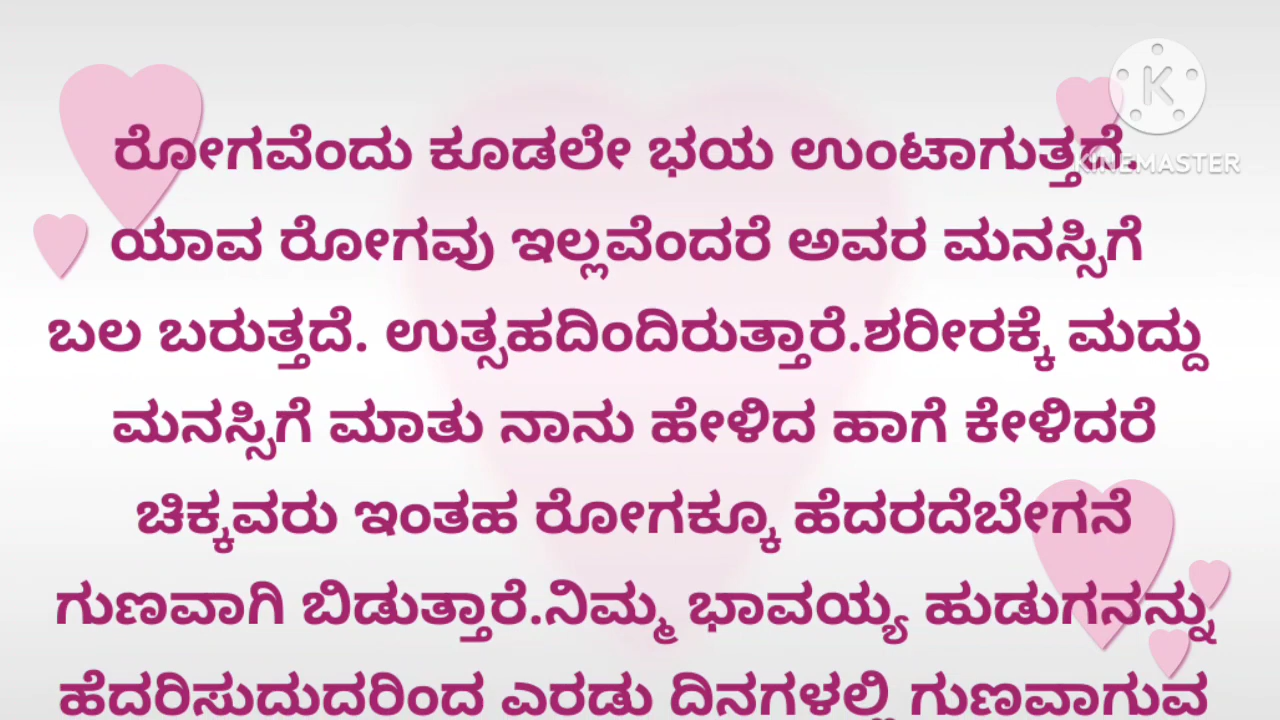 ರೋಗವೆಂದು ಕೂಡಲೇ ಭಯ ಉಂಟಾಗುತ್ತದೆ.
KINEMASTER
ಯಾವ ರೋಗವು ಇಲ್ಲವೆಂದರೆ ಅವರ ಮನಸ್ಸಿಗೆ
ಬಲ ಬರುತ್ತದೆ. ಉತ್ಸಹದಿಂದಿರುತ್ತಾರೆ.ಶರೀರಕ್ಕೆ ಮದ್ದು
ಮನಸ್ಸಿಗೆ ಮಾತು ನಾನು ಹೇಳಿದ ಹಾಗೆ ಕೇಳಿದರೆ
ಚಿಕ್ಕವರು ಇಂತಹ ರೋಗಕ್ಕೂ ಹೆದರದೆಬೇಗನೆ
ಗುಣವಾಗಿ ಬಿಡುತ್ತಾರೆ.ನಿಮ್ಮ ಭಾವಯ್ಯ ಹುಡುಗನನ್ನು
ಹೆದರಿಸುದುದರಿಂದ ಎರಡು ದಿನಗಳಲ್ಲಿ ಗುಣವಾಗುವ